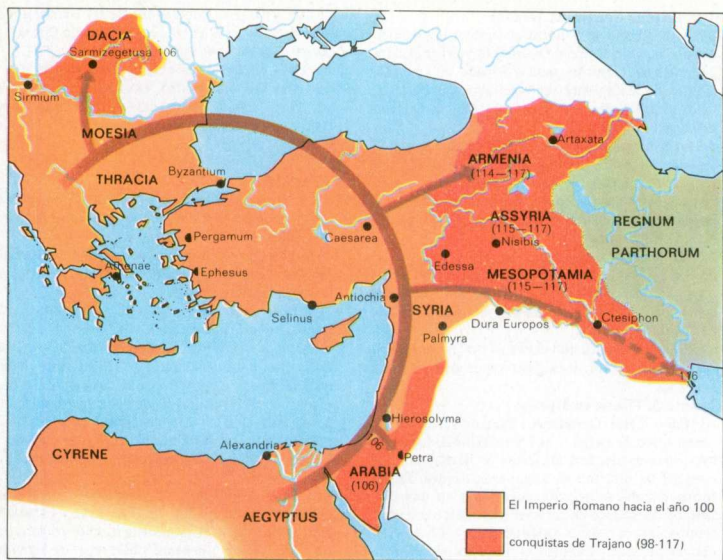 DACIA
Sarmizegetusa 106
Sirmium
MOESIA
THRACIA
Byzantium
Pergamum
Athenae
Ephesus
Caesarea
Selinus
Antiochia
SYRIA
Palmyra
ARMENIA
(114—117)
Artaxata
ASSYRIA
(115—117)
Nisibis
Edessa
MESOPOTAMIA
(115—117)
Dura Europos
Ctesiphon
REGNUM
PARTHORUM
116
Hierosolyma
106
Petra
CYRENE
Alexandria
ARABIA
(106)
AEGYPTUS
El Imperio Romano hacia el año 100
conquistas de Trajano (98-117)